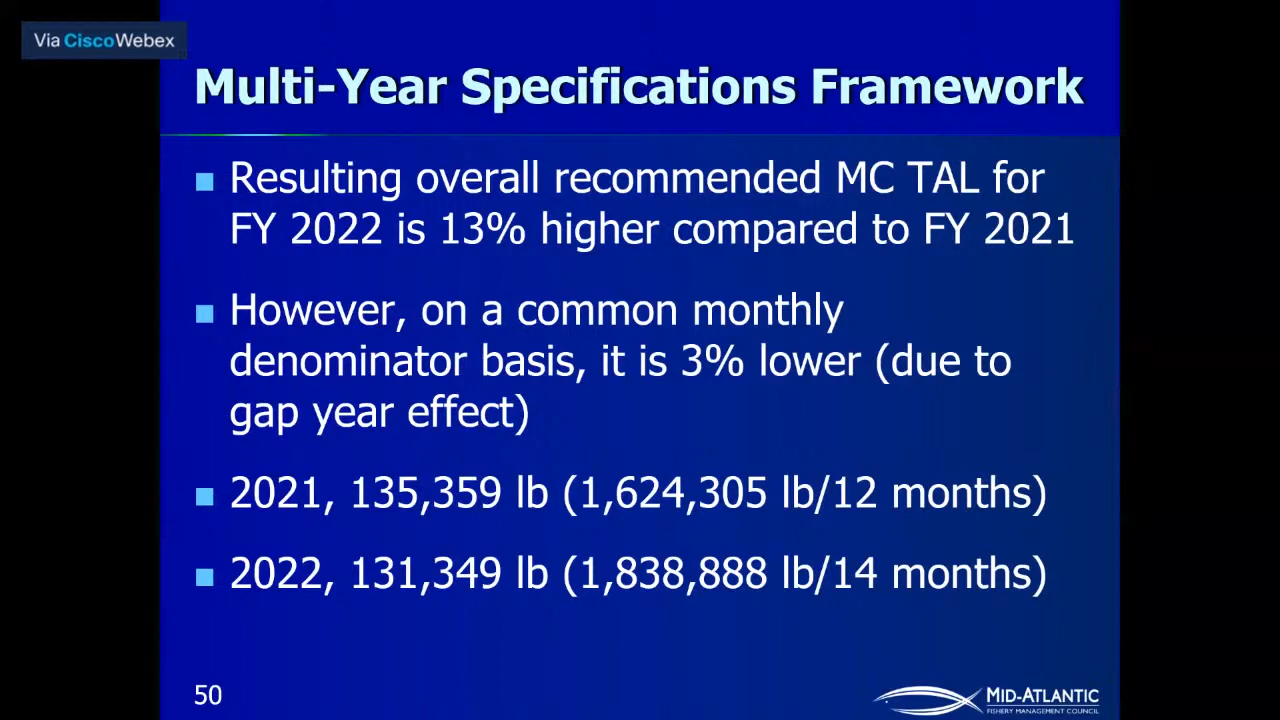 Via CiscoWebex
Multi-Year Specifications Framework
Resulting overall recommended MC TAL for
FY 2022 is 13% higher compared to FY 2021
However, on a common monthly
denominator basis, it is 3% lower (due to
gap year effect)
2021, 135,359 lb (1,624,305 lb/12 months)
2022, 131,349 lb (1,838,888 lb/14 months)
50
MID-ATLANTIC
FISHERY MANAGEMENT COUNCIL